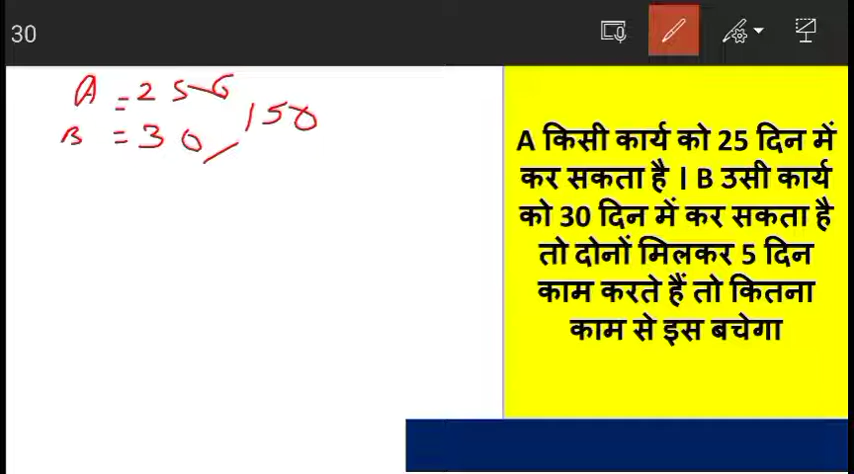 30
A = 25 - 6
150
B = 30
A किसी कार्य को 25 दिन में
कर सकता है । B उसी कार्य
को 30 दिन में कर सकता है
तो दोनों मिलकर 5 दिन
काम करते हैं तो कितना
काम से इस बचेगा